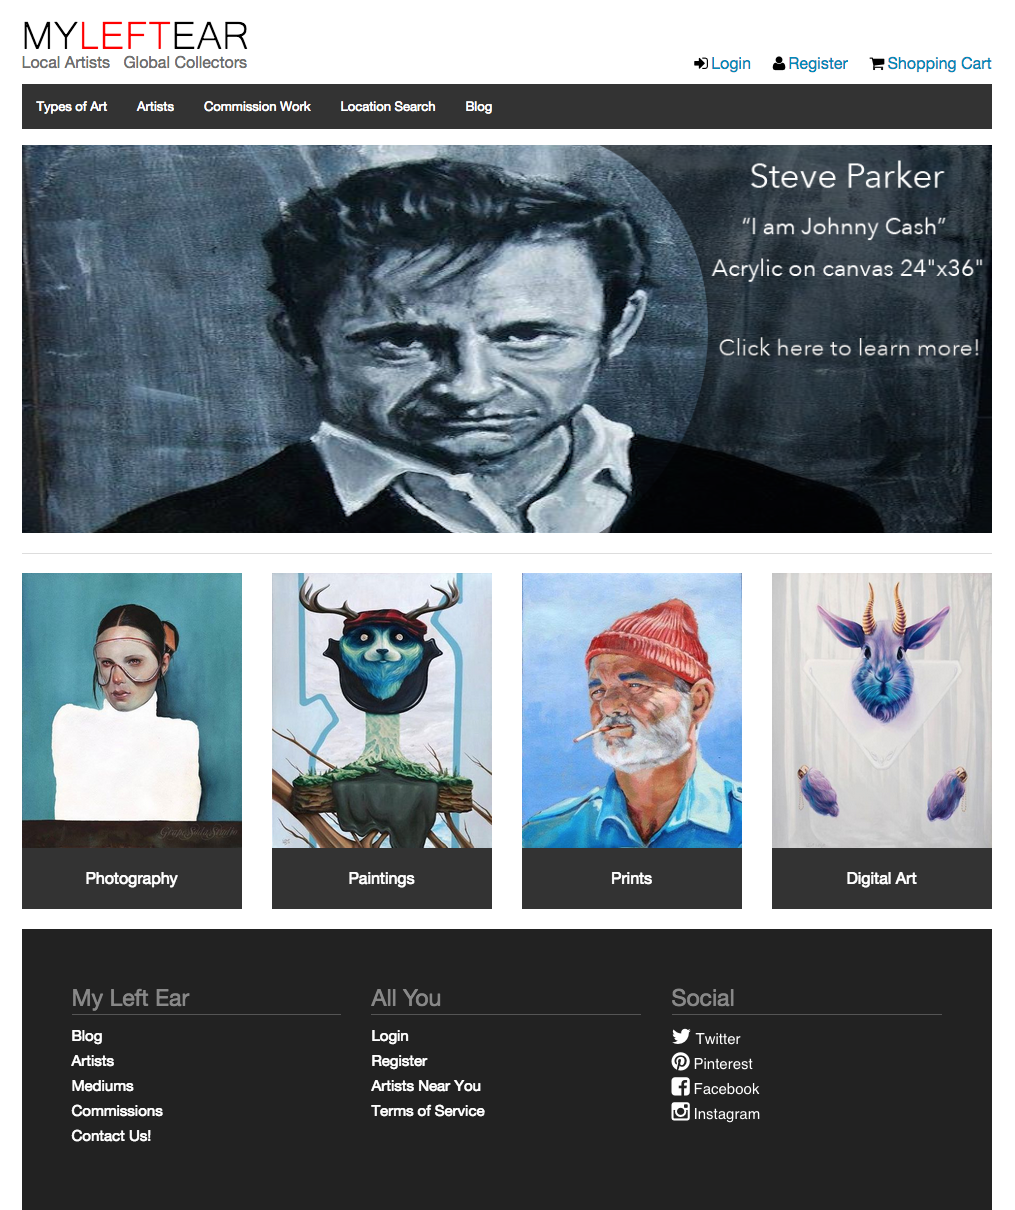 MYLEFTEAR
Local Artists Global Collectors
Login Register Shopping Cart
Types of Art Artists Commission Work Location Search Blog
Steve Parker
“I am Johnny Cash”
Acrylic on canvas 24"x36"
Click here to learn more!
Photography Paintings Prints Digital Art
My Left Ear
Blog
Artists
Mediums
Commissions
Contact Us!
All You
Login
Register
Artists Near You
Terms of Service
Social
Twitter
Pinterest
Facebook
Instagram